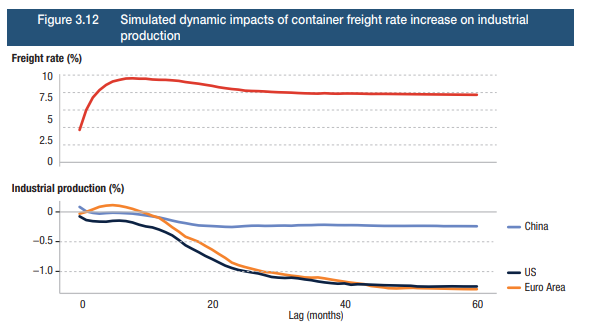 Figure 3.12 Simulated dynamic impacts of container freight rate increase on industrial
production
Freight rate (%)
10
7.5
5
2.5
0
Industrial production (%)
0
–0.5
–1.0
China
US
Euro Area
0 20 40 60
Lag (months)